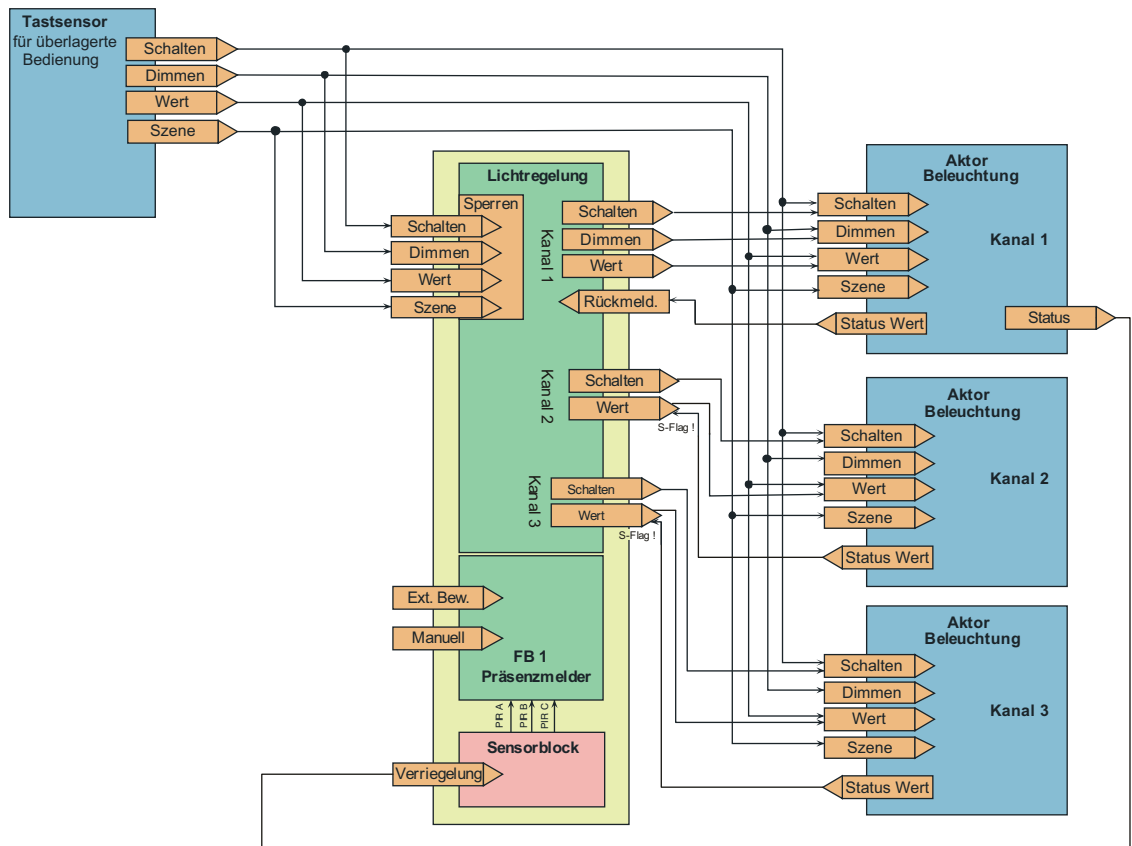 Tastsensor
für überlagerte
Bedienung
Schalten
Dimmen
Wert
Szene
Lichtregelung
Sperren
Schalten
Dimmen
Wert
Szene
Kanal 1
Schalten
Dimmen
Wert
Rückmeld.
Kanal 2
Schalten
Wert
S-Flag !
Kanal 3
Schalten
Wert
S-Flag !
Ext. Bew.
Manuell
FB 1
Präsenzmelder
PIR A
PIR B
PIR C
Sensorblock
Verriegelung
Aktor
Beleuchtung
Schalten
Dimmen
Kanal 1
Wert
Szene
Status Wert
Status
Aktor
Beleuchtung
Schalten
Dimmen
Kanal 2
Wert
Szene
Status Wert
Aktor
Beleuchtung
Schalten
Dimmen
Kanal 3
Wert
Szene
Status Wert